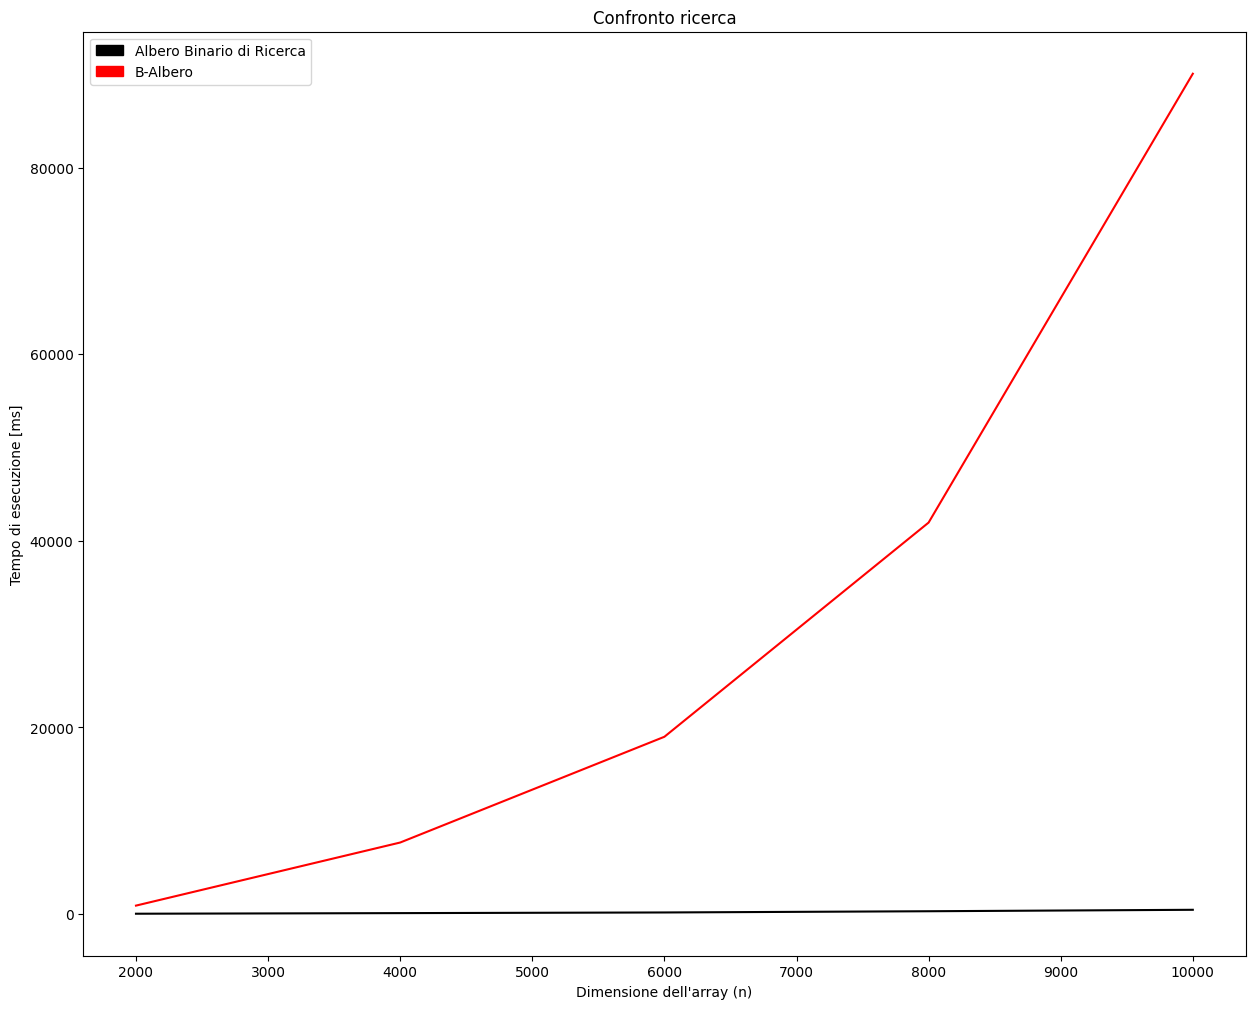 Confronto ricerca
Albero Binario di Ricerca
B-Albero
Tempo di esecuzione [ms]
80000
60000
40000
20000
0
2000 3000 4000 5000 6000 7000 8000 9000 10000
Dimensione dell'array (n)